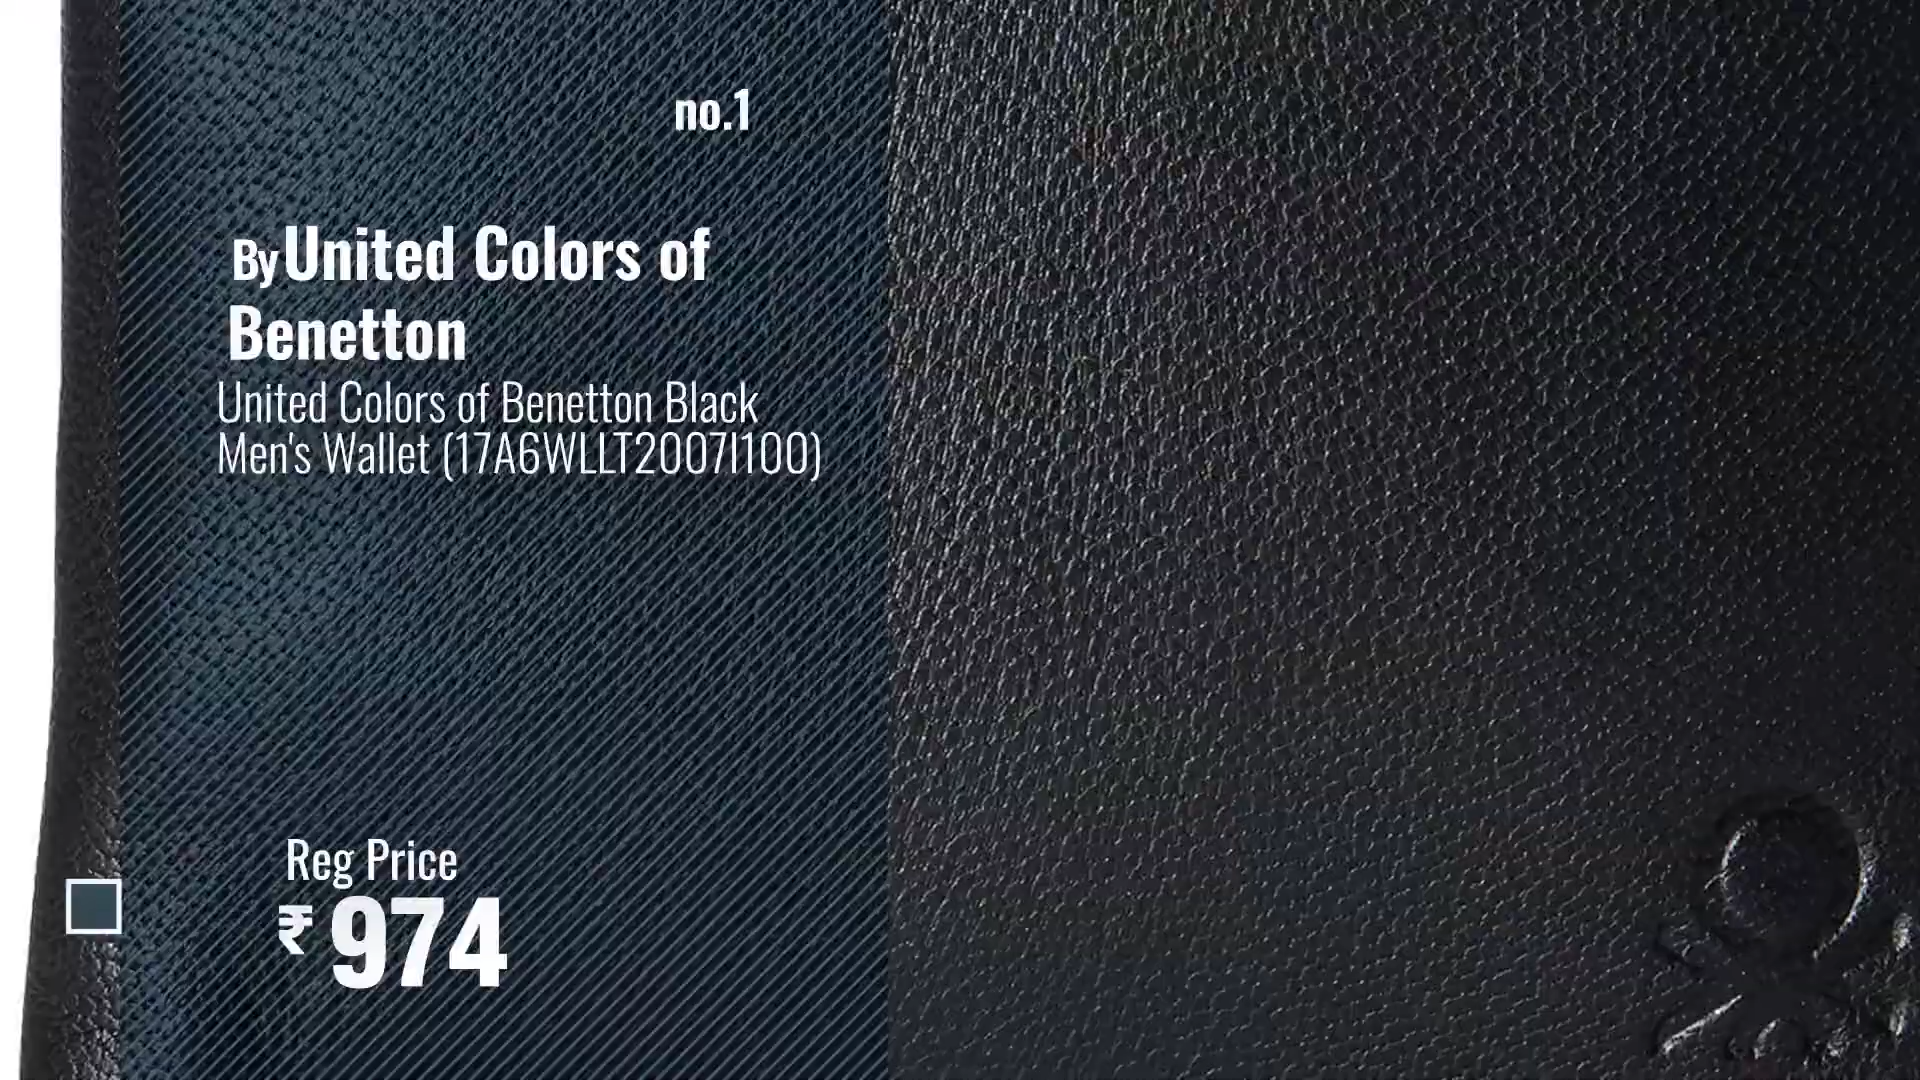 no.1
By United Colors of
Benetton
United Colors of Benetton Black
Men's Wallet (17A6WLLT2007I100)
Reg Price
₹ 974